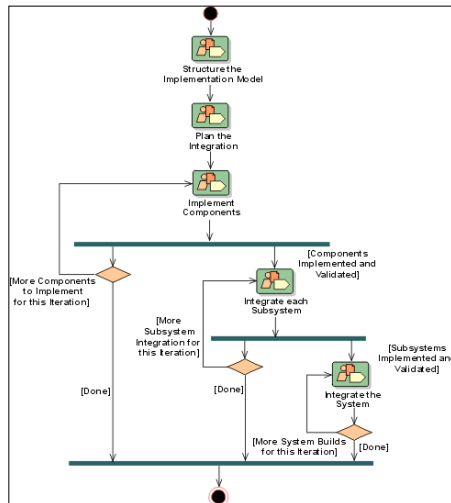 Structure the
Implementation Model
Plan the
Integration
Implement
Components
[More Components
to Implement
for this Iteration]
[Components
Implemented and
Validated]
Integrate each
Subsystem
[More
Subsystem
Integration for
this Iteration]
[Subsystems
Implemented and
Validated]
Integrate the
System
[Done]
[Done]
[More System Builds
for this Iteration]
[Done]